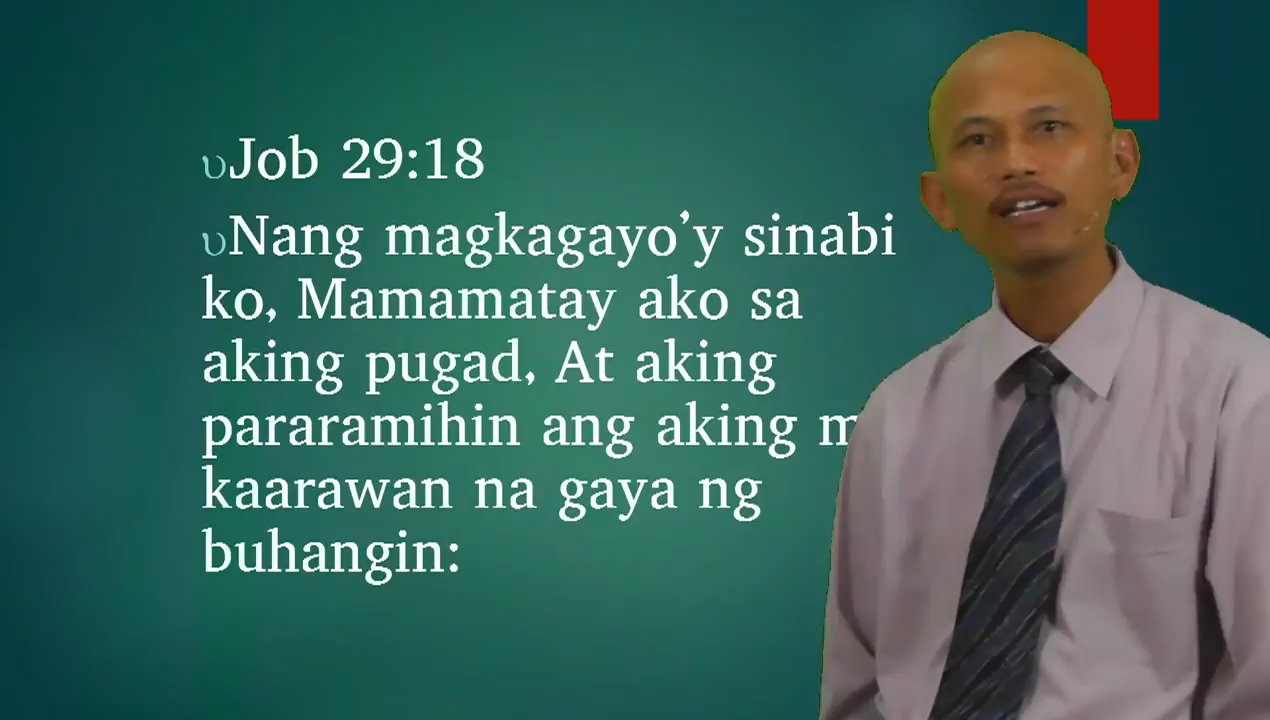 Job 29:18
Nang magkagayo’y sinabi
ko, Mamamatay ako sa
aking pugad, At aking
pararamihin ang aking
kaarawan na gaya ng
buhangin: